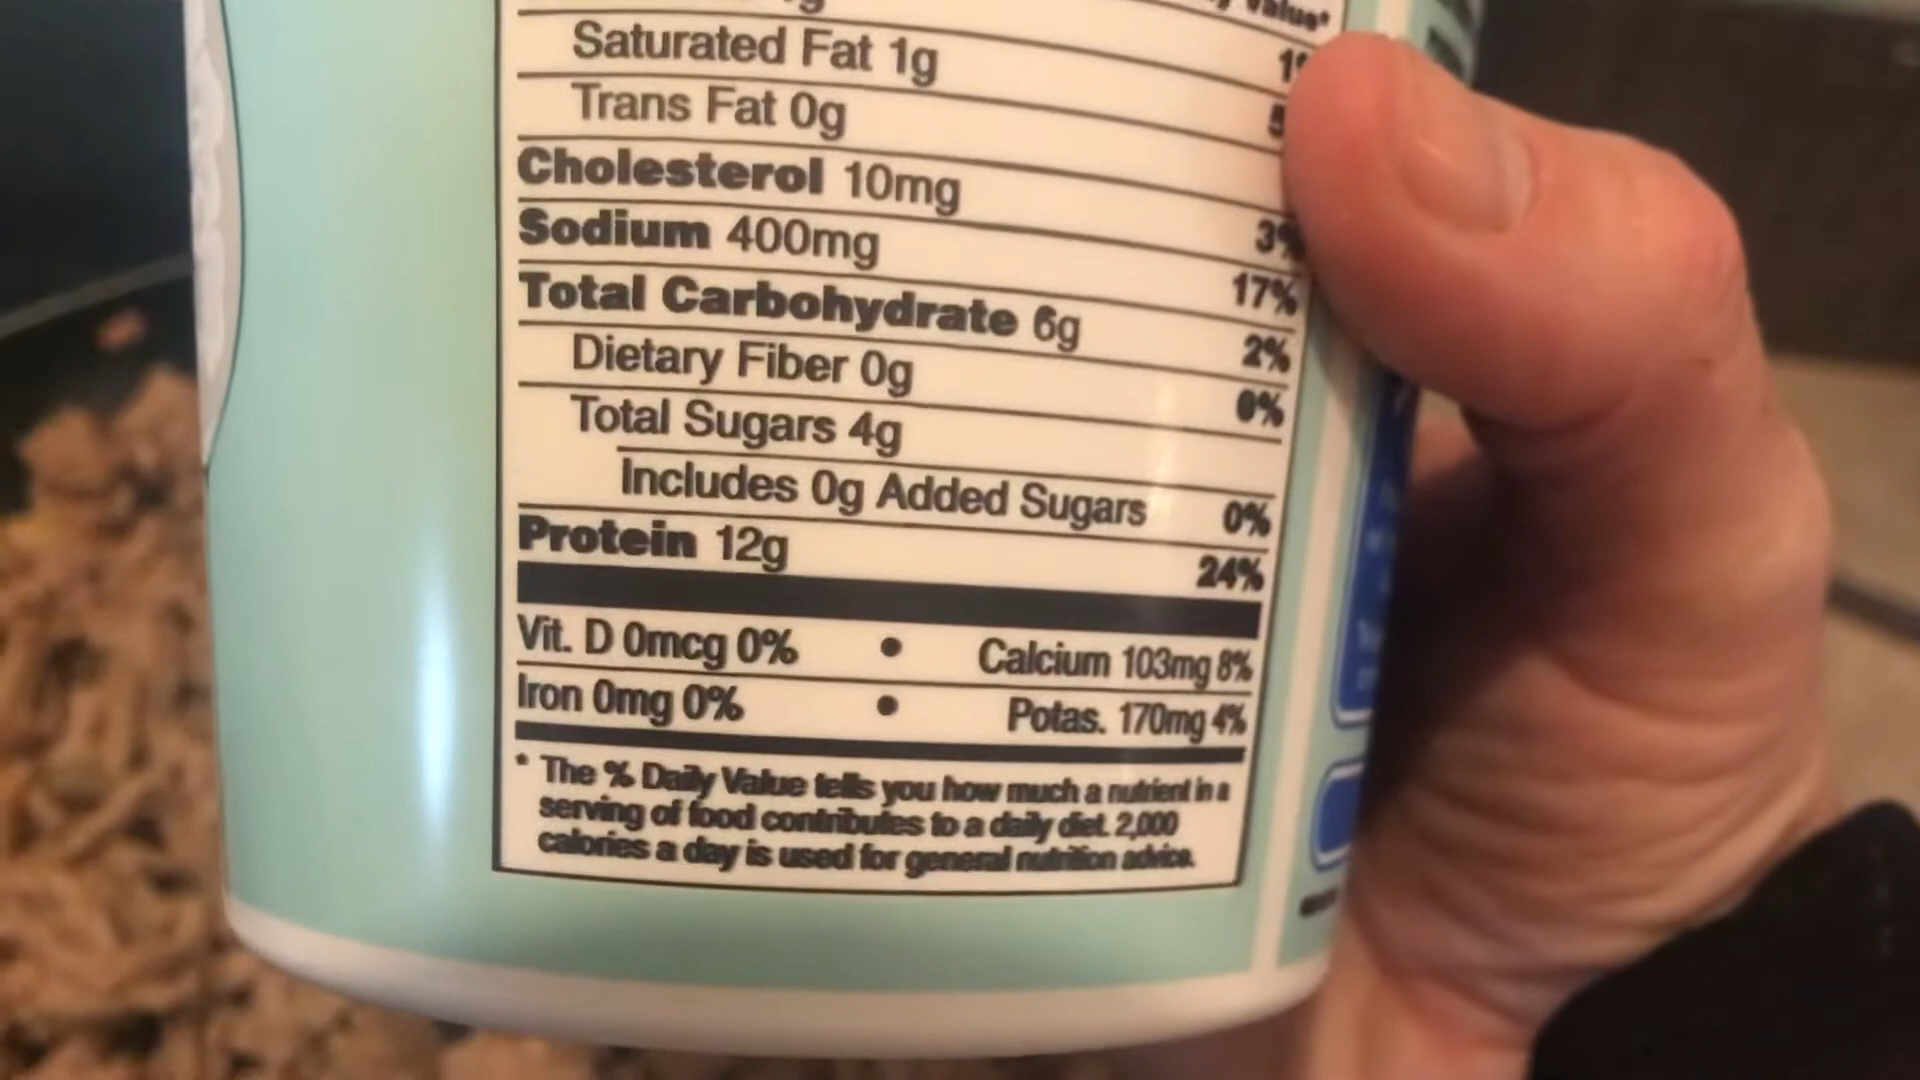 Value*
Saturated Fat 1g 5
Trans Fat 0g
Cholesterol 10mg 3%
Sodium 400mg 17%
Total Carbohydrate 6g 2%
Dietary Fiber 0g 0%
Total Sugars 4g
Includes 0g Added Sugars 0%
Protein 12g 24%
Vit. D 0mcg 0% • Calcium 103mg 8%
Iron 0mg 0% • Potas. 170mg 4%
* The % Daily Value tells you how much a nutrient in a
serving of food contributes to a daily diet. 2,000
calories a day is used for general nutrition advice.